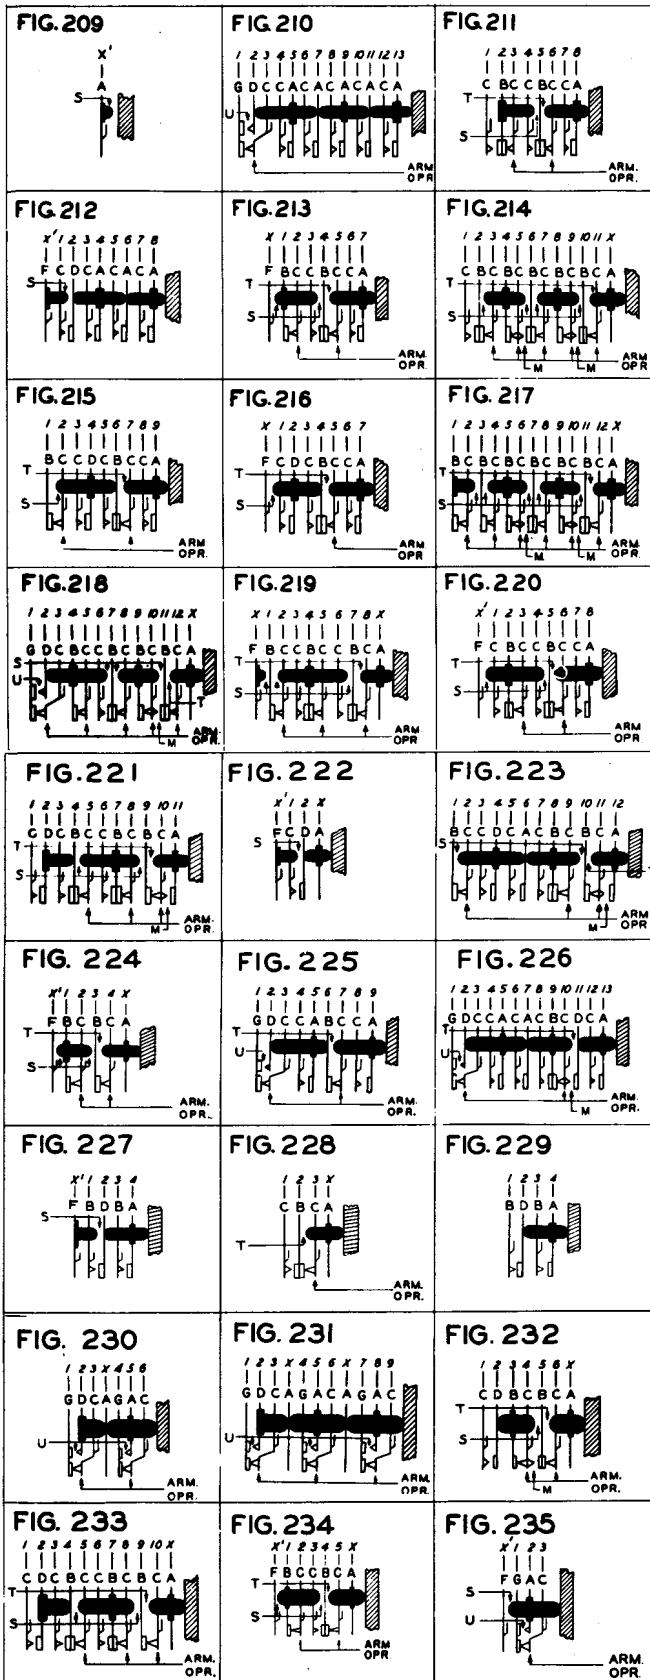 FIG. 209
X'
A
S
FIG. 210
1 2 3 4 5 6 7 8 9 10 11 12 13
G D C C A C A C A C A C A
U
ARM
OPR.
FIG. 211
1 2 3 4 5 6 7 8
C B C C B C C A
T
S
ARM.
OPR.
FIG. 212
X' 1 2 3 4 5 6 7 8
F C D C A C A C A
S
FIG. 213
X 1 2 3 4 5 6 7
F B C C B C C A
T
S
ARM.
OPR.
FIG. 214
1 2 3 4 5 6 7 8 9 10 11 X
C B C B C B C B C B C A
T
S
M M
ARM
OPR.
FIG. 215
1 2 3 4 5 6 7 8 9
B C C D C B C C A
T
S
ARM
OPR.
FIG. 216
X 1 2 3 4 5 6 7
F C D C B C C A
T
S
ARM.
OPR.
FIG. 217
1 2 3 4 5 6 7 8 9 10 11 12 X
B C B C B C B C B C B C A
T
S
M M
ARM
OPR.
FIG. 218
1 2 3 4 5 6 7 8 9 10 11 12 X
G D C B C C B C B C B C A
S
U
T
M
ARM
OPR.
FIG. 219
X 1 2 3 4 5 6 7 8 X
F B C C B C C B C A
T
S
ARM
OPR
FIG. 220
X' 1 2 3 4 5 6 7 8
F C B C C B C C A
T
S
ARM
OPR.
FIG. 221
1 2 3 4 5 6 7 8 9 10 11
C D C B C C B C B C A
T
S
M
ARM.
OPR.
FIG. 222
X' 1 2 X
F C D A
S
FIG. 223
1 2 3 4 5 6 7 8 9 10 11 12
B C C D C A C B C B C A
S
M
ARM
OPR.
FIG. 224
X' 1 2 3 4 X
F B C B C A
T
S
ARM.
OPR.
FIG. 225
1 2 3 4 5 6 7 8 9
G D C C A B C C A
T
U
ARM.
OPR.
FIG. 226
1 2 3 4 5 6 7 8 9 10 11 12 13
G D C C A C A C B C D C A
T
U
M
ARM
OPR.
FIG. 227
X' 1 2 3 4
F B D B A
S
FIG. 228
1 2 3 X
C B C A
T
ARM.
OPR.
FIG. 229
1 2 3 4
B D B A
FIG. 230
1 2 3 X 4 5 6
G D C A G A C
U
ARM
OPR.
FIG. 231
1 2 3 X 4 5 6 X 7 8 9
G D C A G A C A G A C
U
ARM.
OPR.
FIG. 232
1 2 3 4 5 6 X
C D B C B C A
T
S
M
ARM
OPR.
FIG. 233
1 2 3 4 5 6 7 8 9 10 X
C D C B C C B C B C A
T
S
ARM
OPR.
FIG. 234
X' 1 2 3 4 5 X
F B C C B C A
T
S
ARM
OPR.
FIG. 235
X' 1 2 3
F G A C
S
U
ARM
OPR.